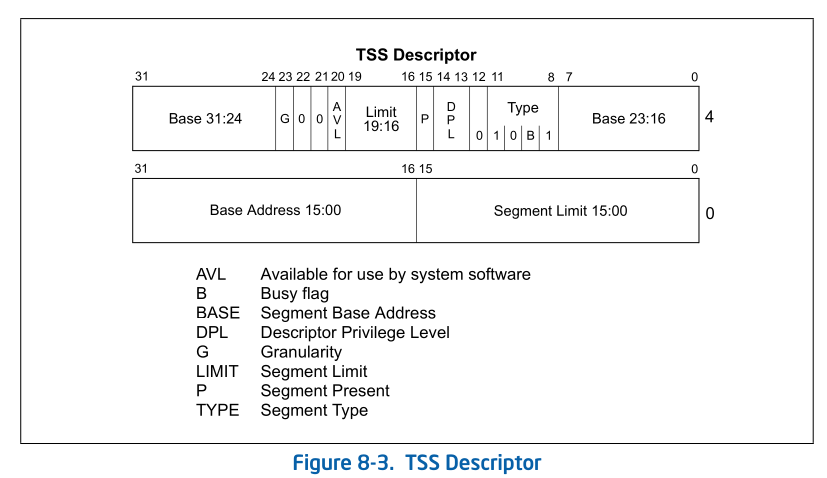 TSS Descriptor
31 24 23 22 21 20 19 16 15 14 13 12 11 8 7 0
Base 31:24 G 0 0 AVL Limit 19:16 P DPL 0 Type 1 0 B 1 Base 23:16 4
31 16 15 0
Base Address 15:00 Segment Limit 15:00 0
AVL Available for use by system software
B Busy flag
BASE Segment Base Address
DPL Descriptor Privilege Level
G Granularity
LIMIT Segment Limit
P Segment Present
TYPE Segment Type
Figure 8-3. TSS Descriptor